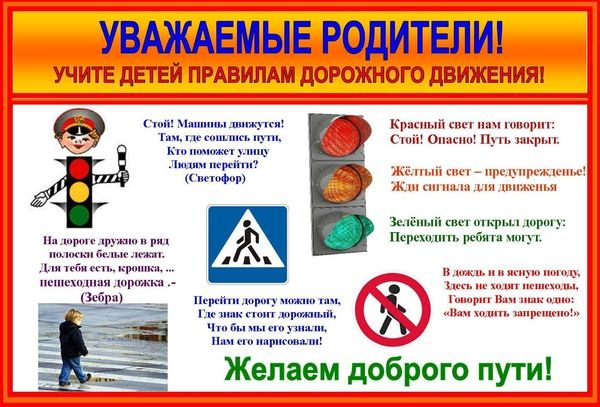 УВАЖАЕМЫЕ РОДИТЕЛИ!
УЧИТЕ ДЕТЕЙ ПРАВИЛАМ ДОРОЖНОГО ДВИЖЕНИЯ!
Стой! Машины движутся!
Там, где сошлись пути,
Кто поможет улицу
Людям перейти?
(Светофор)
Красный свет нам говорит:
Стой! Опасно! Путь закрыт.
Жёлтый свет – предупрежденье!
Жди сигнала для движенья
Зелёный свет открыл дорогу:
Переходить ребята могут.
На дороге дружно в ряд
полоски белые лежат.
Для тебя есть, крошка, ...
пешеходная дорожка .-
(Зебра)
Перейти дорогу можно там,
Где знак стоит дорожный,
Что бы мы его узнали,
Нам его нарисовали!
В дождь и в ясную погоду,
Здесь не ходят пешеходы,
Говорит Вам знак одно:
«Вам ходить запрещено!»
Желаем доброго пути!